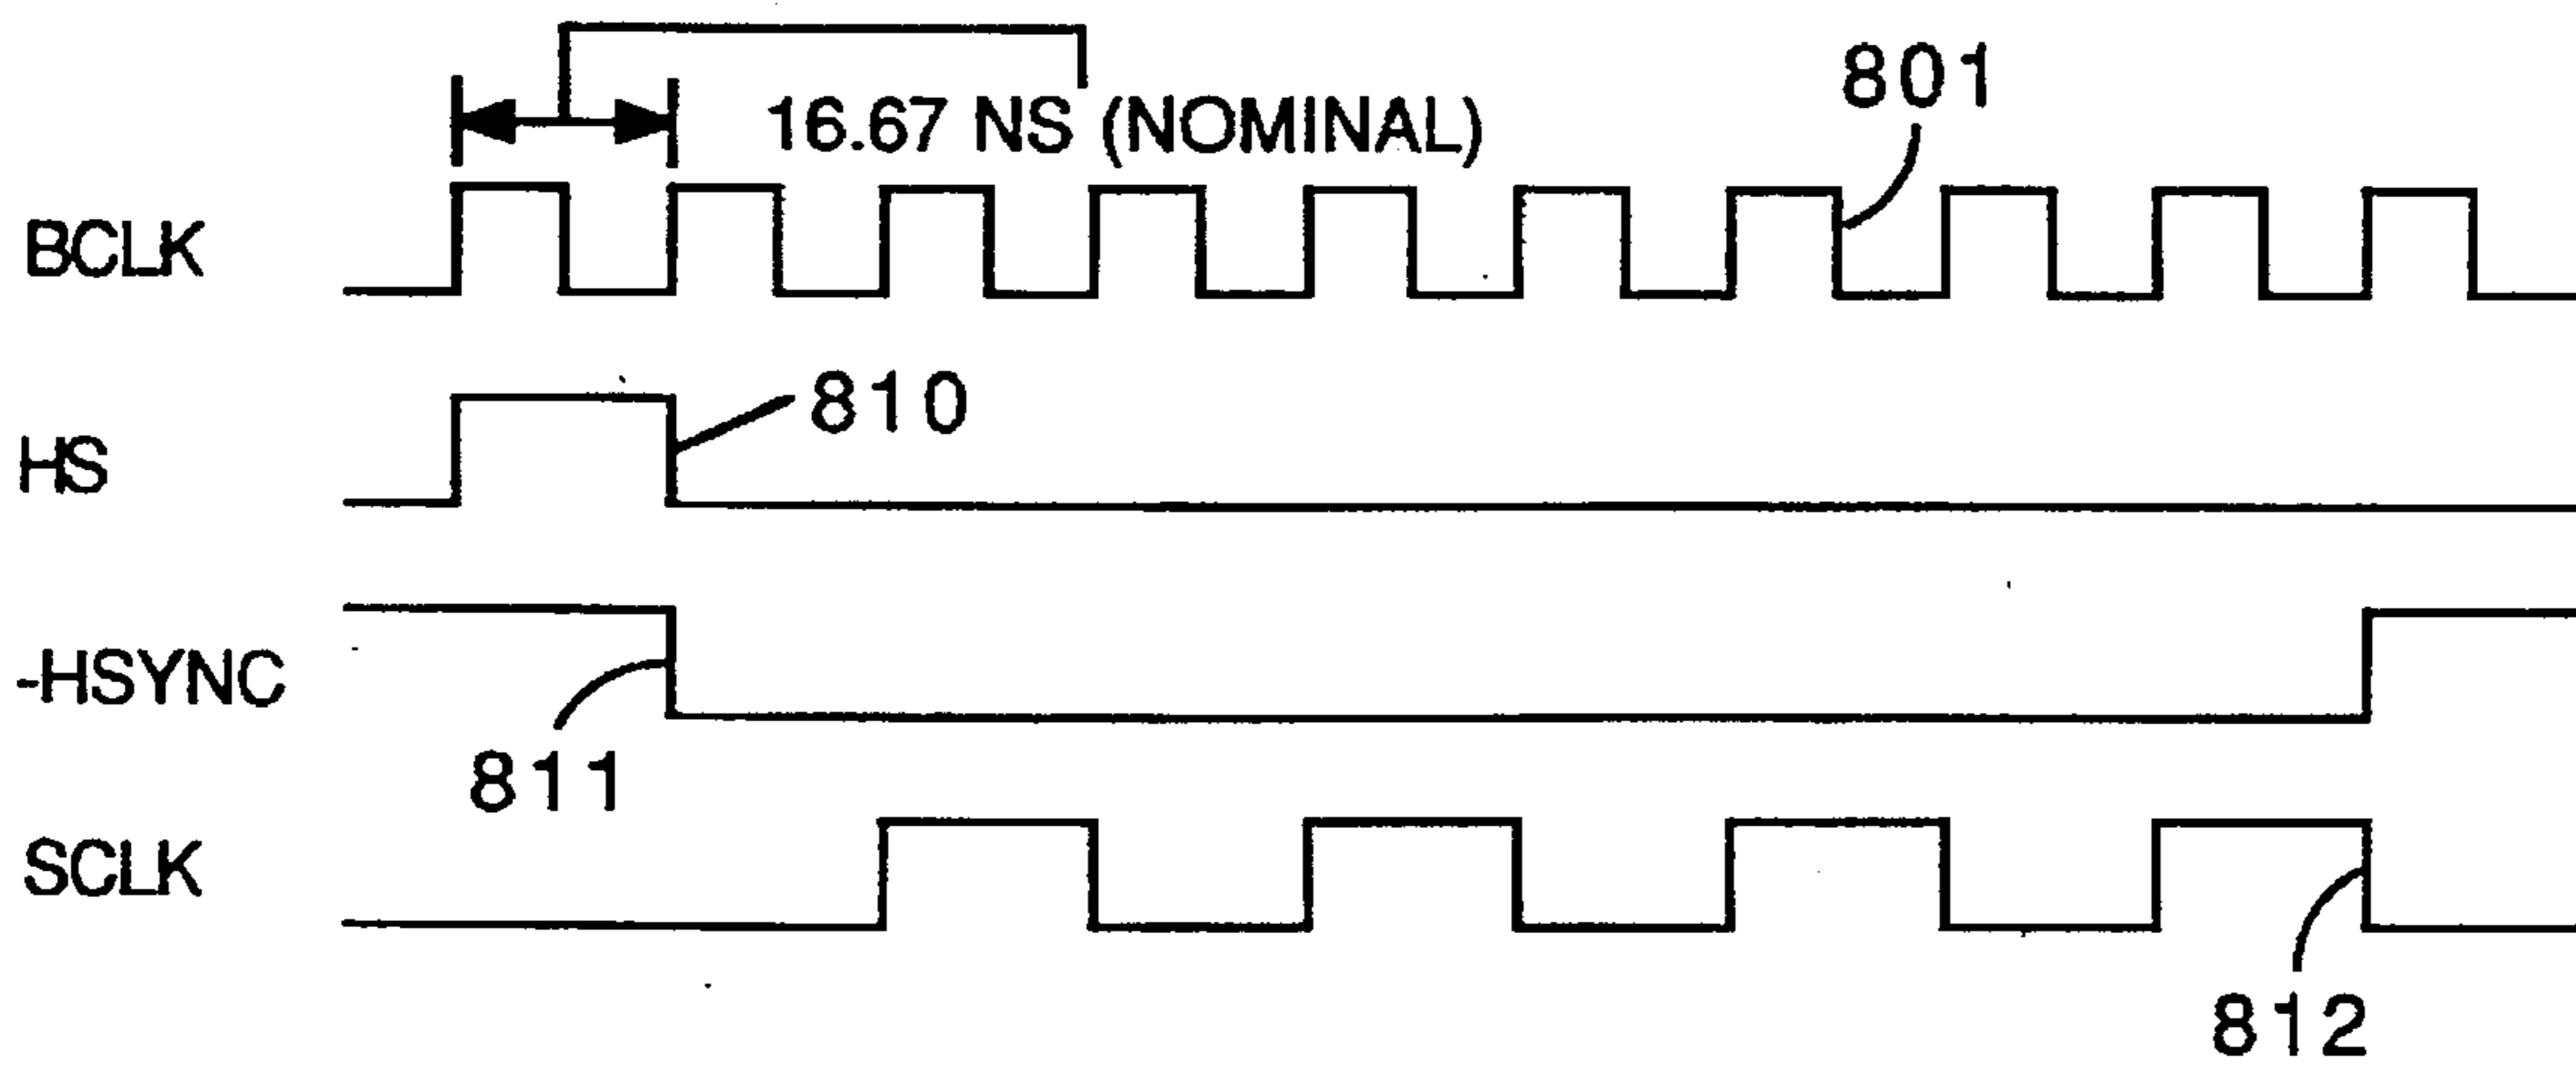 801
16.67 NS (NOMINAL)
BCLK
810
HS
-HSYNC
811
SCLK
812